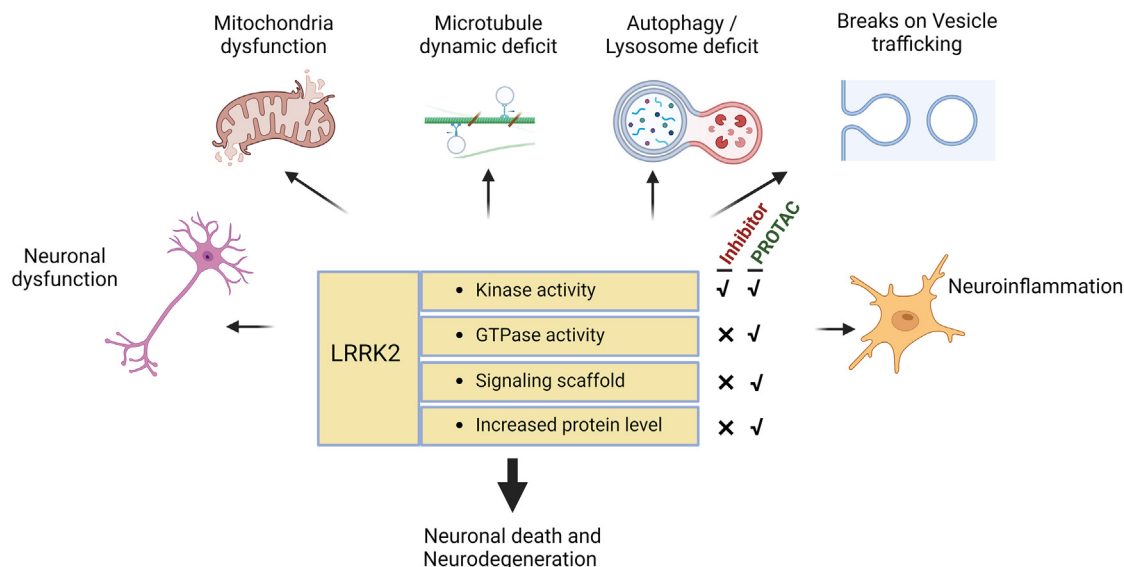 Mitochondria
dysfunction
Microtubule
dynamic deficit
Autophagy /
Lysosome deficit
Breaks on Vesicle
trafficking
Neuronal
dysfunction
Inhibitor
PROTAC
Neuroinflammation
LRRK2
• Kinase activity √ √
• GTPase activity × √
• Signaling scaffold × √
• Increased protein level × √
Neuronal death and
Neurodegeneration